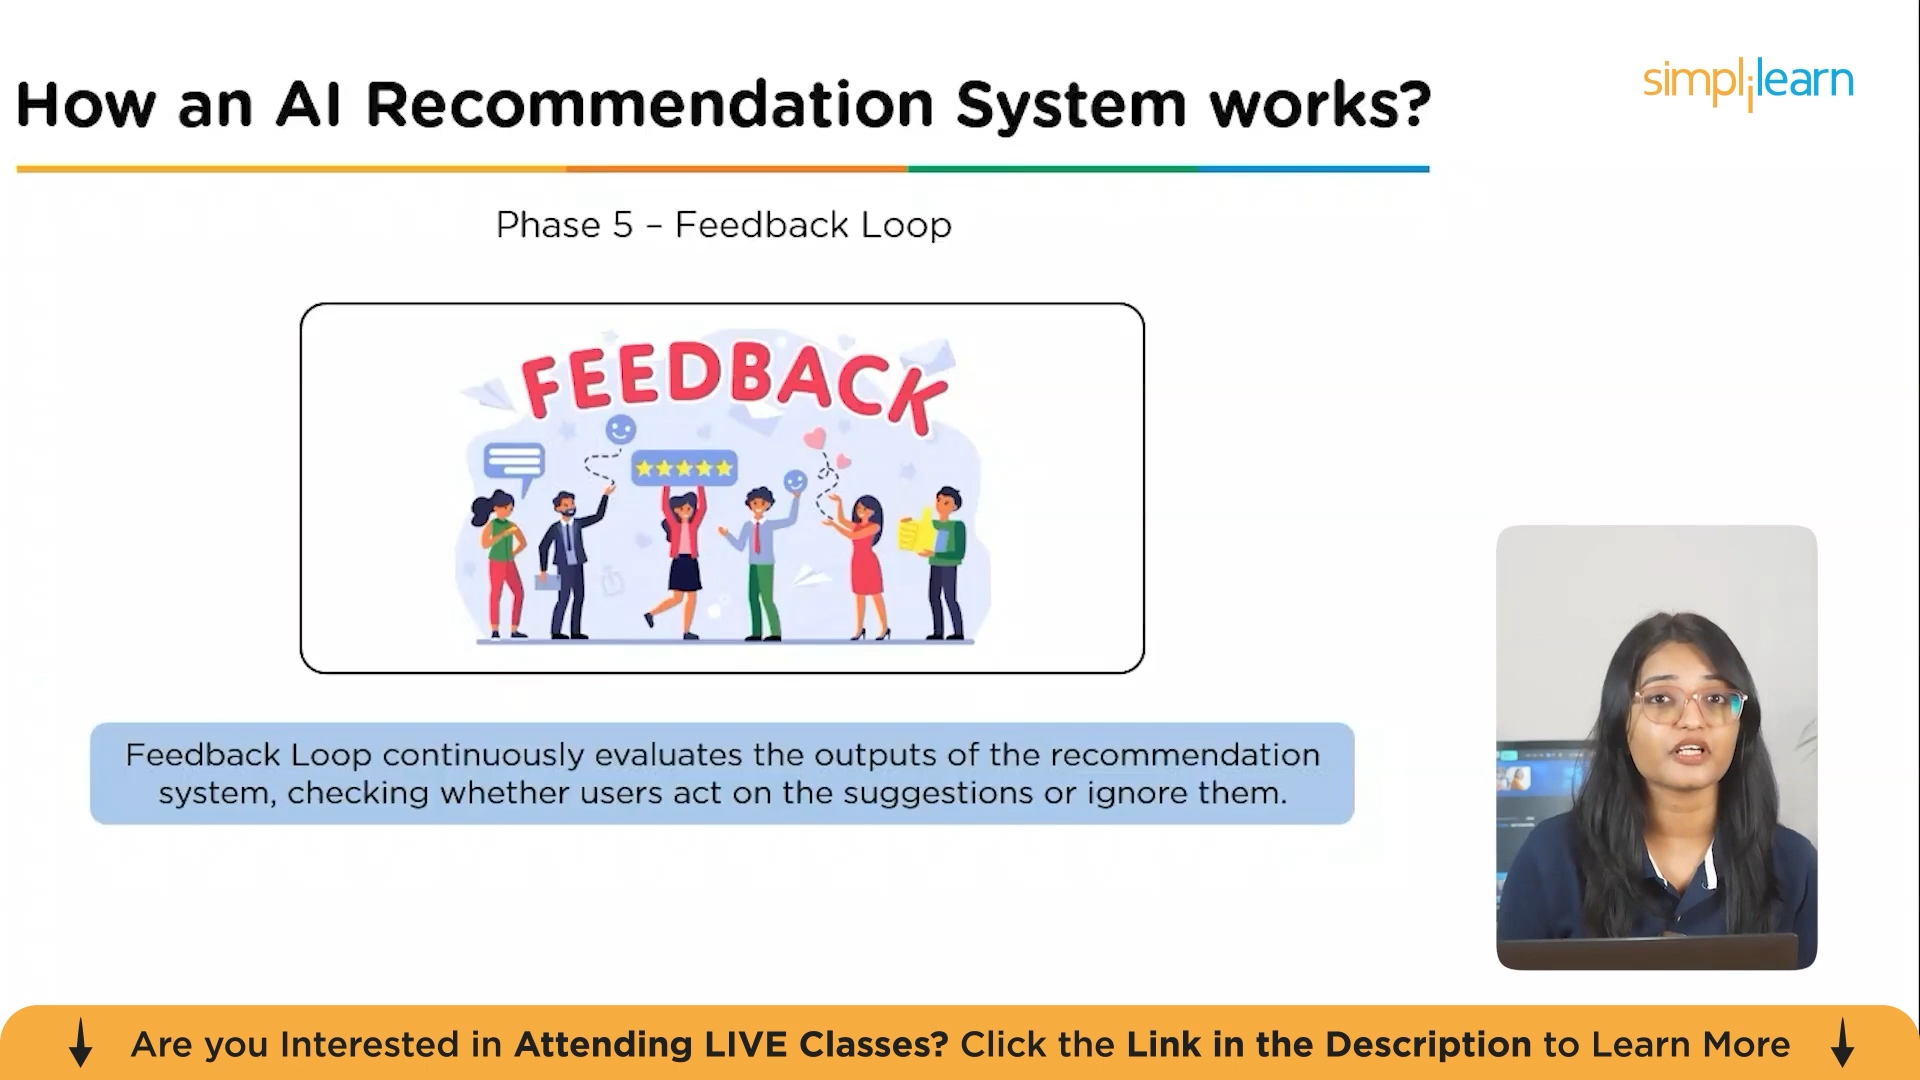 How an AI Recommendation System works?
simplilearn
Phase 5 – Feedback Loop
FEEDBACK
Feedback Loop continuously evaluates the outputs of the recommendation
system, checking whether users act on the suggestions or ignore them.
Are you Interested in Attending LIVE Classes? Click the Link in the Description to Learn More